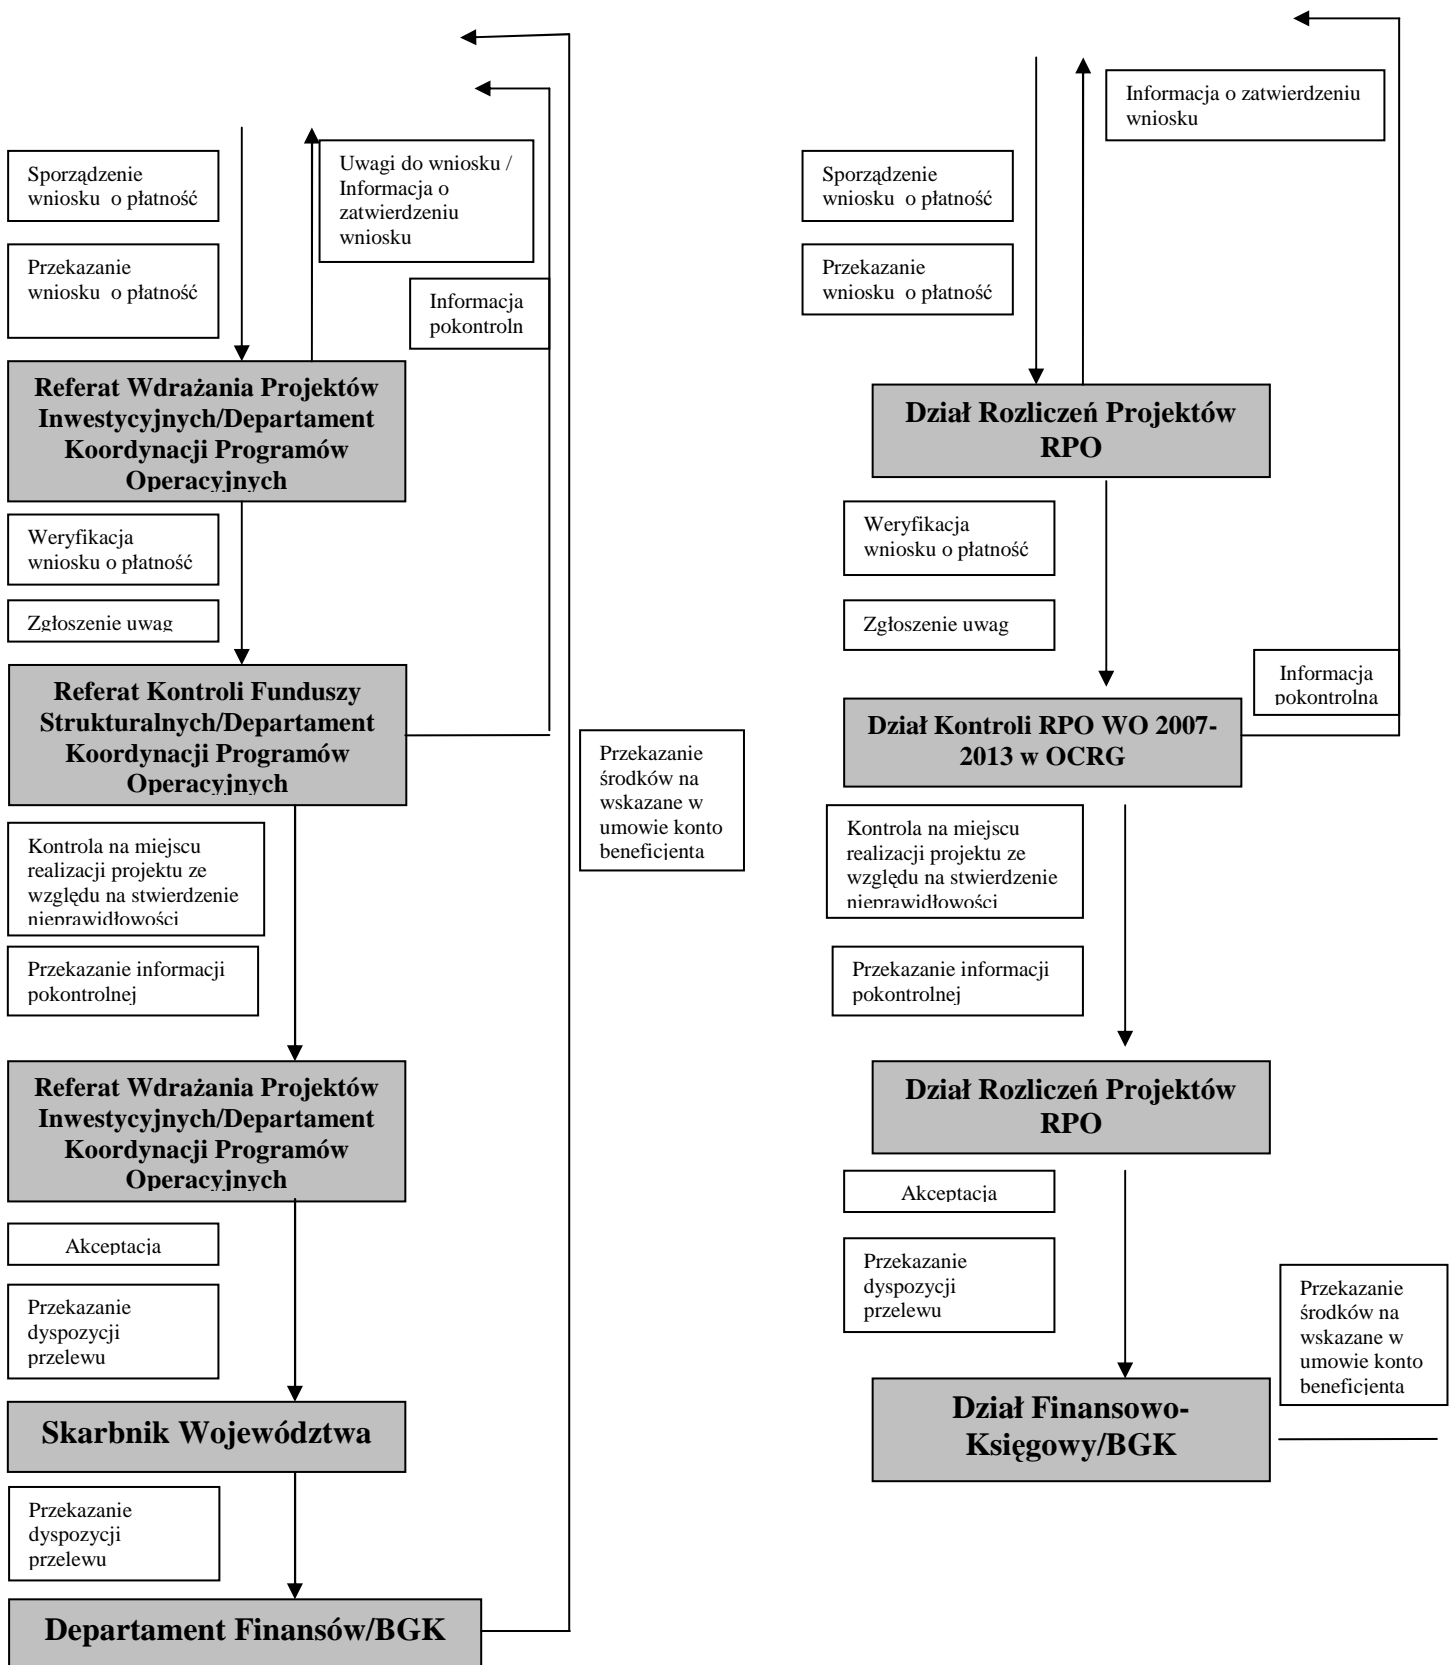 Sporządzenie
wniosku o płatność
Uwagi do wniosku /
Informacja o
zatwierdzeniu
wniosku
Przekazanie
wniosku o płatność
Informacja
pokontroln
Referat Wdrażania Projektów
Inwestycyjnych/Departament
Koordynacji Programów
Operacyjnych
Weryfikacja
wniosku o płatność
Zgłoszenie uwag
Referat Kontroli Funduszy
Strukturalnych/Departament
Koordynacji Programów
Operacyjnych
Przekazanie
środków na
wskazane w
umowie konto
beneficjenta
Kontrola na miejscu
realizacji projektu ze
względu na stwierdzenie
nieprawidłowości
Przekazanie informacji
pokontrolnej
Referat Wdrażania Projektów
Inwestycyjnych/Departament
Koordynacji Programów
Operacyjnych
Akceptacja
Przekazanie
dyspozycji
przelewu
Skarbnik Województwa
Przekazanie
dyspozycji
przelewu
Departament Finansów/BGK
Informacja o zatwierdzeniu
wniosku
Sporządzenie
wniosku o płatność
Przekazanie
wniosku o płatność
Dział Rozliczeń Projektów
RPO
Weryfikacja
wniosku o płatność
Zgłoszenie uwag
Informacja
pokontrolna
Dział Kontroli RPO WO 2007-
2013 w OCRG
Kontrola na miejscu
realizacji projektu ze
względu na stwierdzenie
nieprawidłowości
Przekazanie informacji
pokontrolnej
Dział Rozliczeń Projektów
RPO
Akceptacja
Przekazanie
dyspozycji
przelewu
Przekazanie
środków na
wskazane w
umowie konto
beneficjenta
Dział Finansowo-
Księgowy/BGK